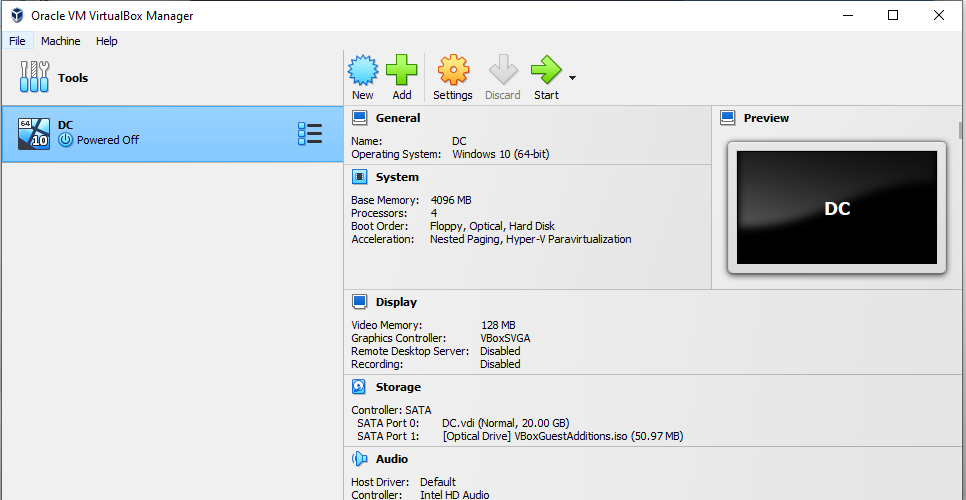 Oracle VM VirtualBox Manager
File Machine Help
Tools
64 10 DC
Powered Off
New Add Settings Discard Start
General
Name: DC
Operating System: Windows 10 (64-bit)
System
Base Memory: 4096 MB
Processors: 4
Boot Order: Floppy, Optical, Hard Disk
Acceleration: Nested Paging, Hyper-V Paravirtualization
Preview
DC
Display
Video Memory: 128 MB
Graphics Controller: VBoxSVGA
Remote Desktop Server: Disabled
Recording: Disabled
Storage
Controller: SATA
SATA Port 0: DC.vdi (Normal, 20.00 GB)
SATA Port 1: [Optical Drive] VBoxGuestAdditions.iso (50.97 MB)
Audio
Host Driver: Default
Controller: Intel HD Audio